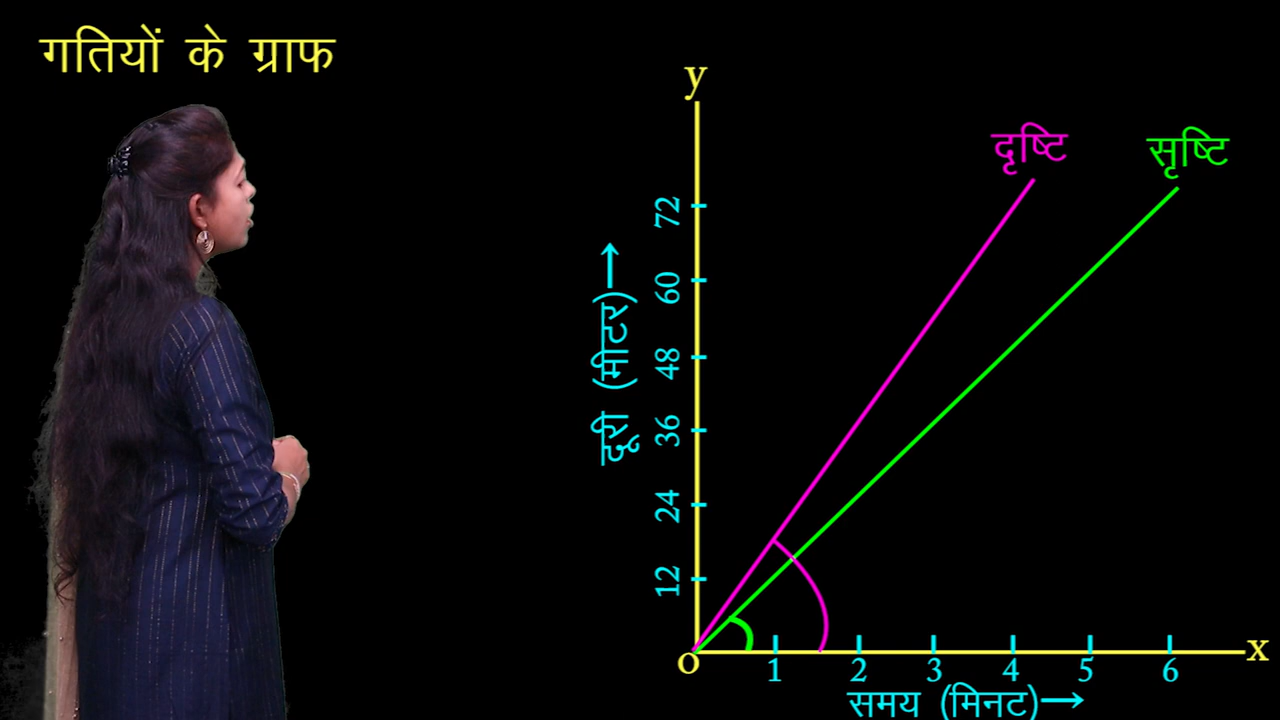 गतियों के ग्राफ
y
दृष्टि
सृष्टि
72
60
48
36
24
12
दूरी (मीटर)→
o
1 2 3 4 5 6
x
समय (मिनट)→